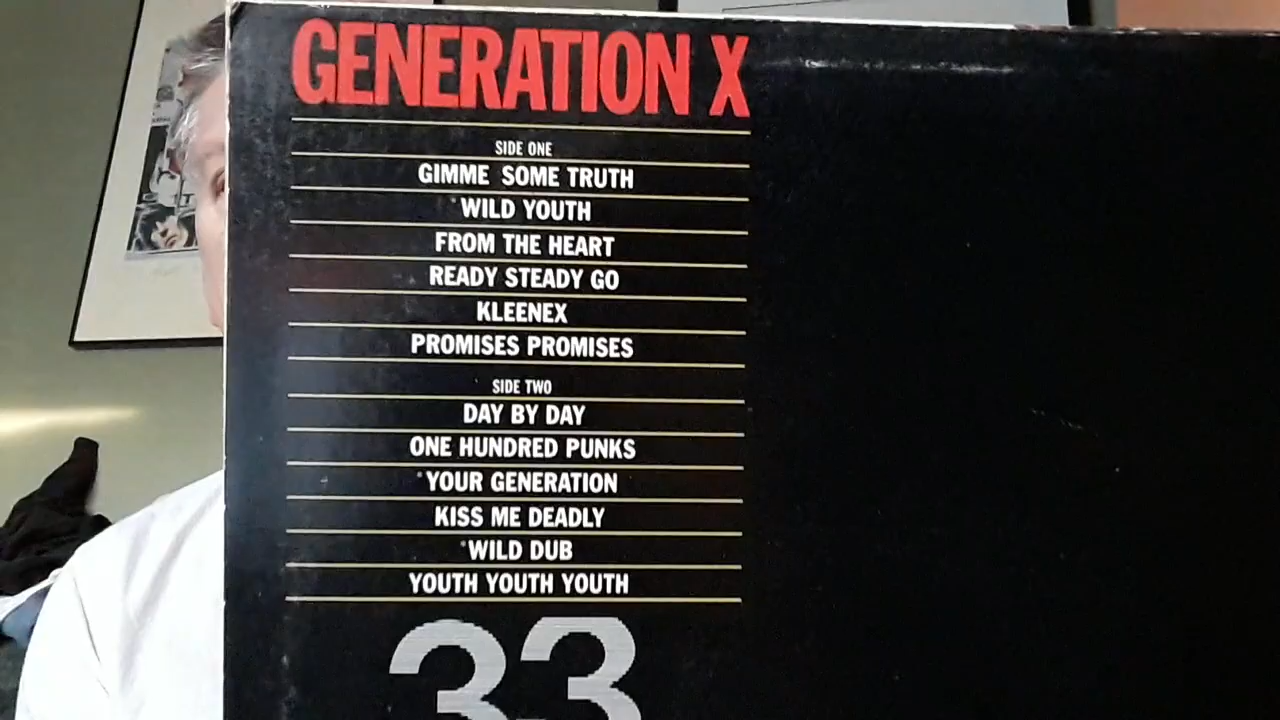 GENERATION X
SIDE ONE
GIMME SOME TRUTH
*WILD YOUTH
FROM THE HEART
READY STEADY GO
KLEENEX
PROMISES PROMISES
SIDE TWO
DAY BY DAY
ONE HUNDRED PUNKS
*YOUR GENERATION
KISS ME DEADLY
*WILD DUB
YOUTH YOUTH YOUTH
33